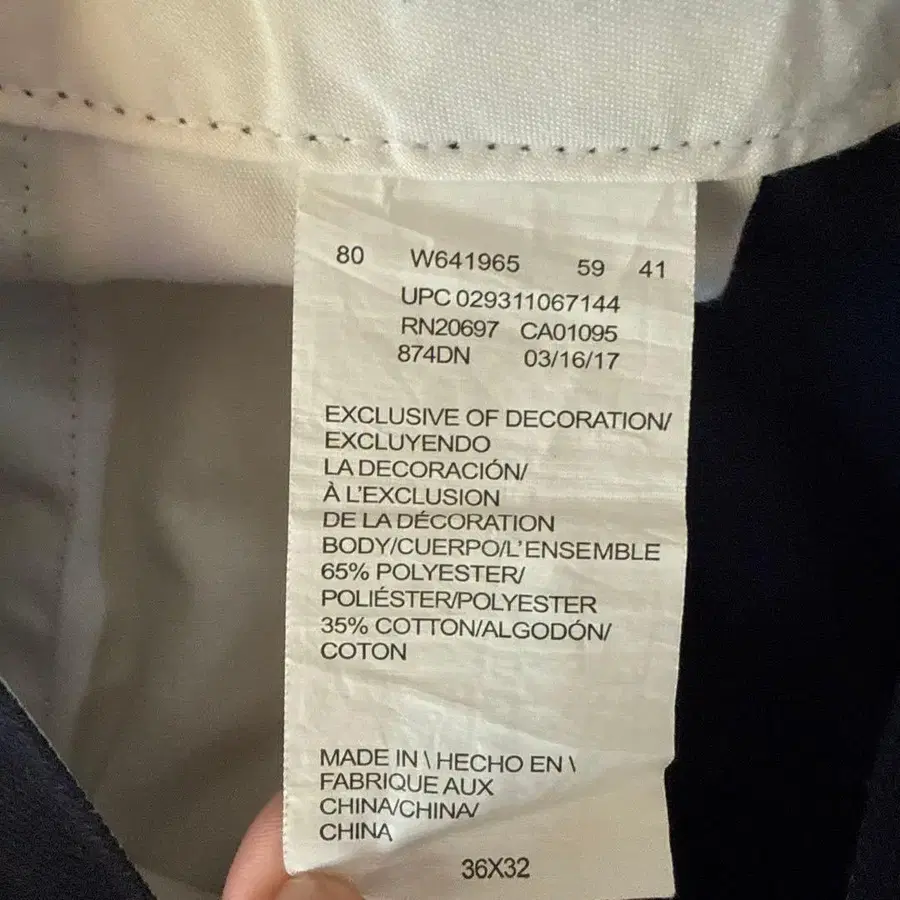 80 W641965 59 41
UPC 029311067144
RN20697 CA01095
874DN 03/16/17
EXCLUSIVE OF DECORATION/
EXCLUYENDO
LA DECORACIÓN/
À L'EXCLUSION
DE LA DÉCORATION
BODY/CUERPO/L'ENSEMBLE
65% POLYESTER/
POLIÉSTER/POLYESTER
35% COTTON/ALGODÓN/
COTON
MADE IN \ HECHO EN \
FABRIQUE AUX
CHINA/CHINA/
CHINA
36X32